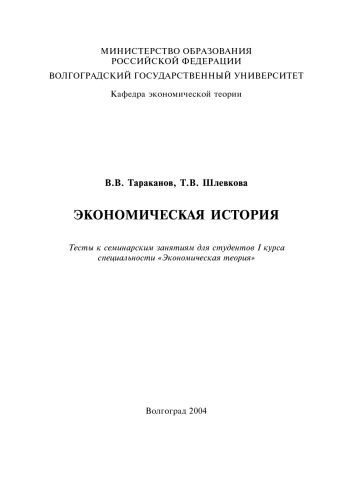 МИНИСТЕРСТВО ОБРАЗОВАНИЯ
РОССИЙСКОЙ ФЕДЕРАЦИИ
ВОЛГОГРАДСКИЙ ГОСУДАРСТВЕННЫЙ УНИВЕРСИТЕТ
Кафедра экономической теории
В.В. Тараканов, Т.В. Шлевкова
ЭКОНОМИЧЕСКАЯ ИСТОРИЯ
Тесты к семинарским занятиям для студентов I курса
специальности «Экономическая теория»
Волгоград 2004